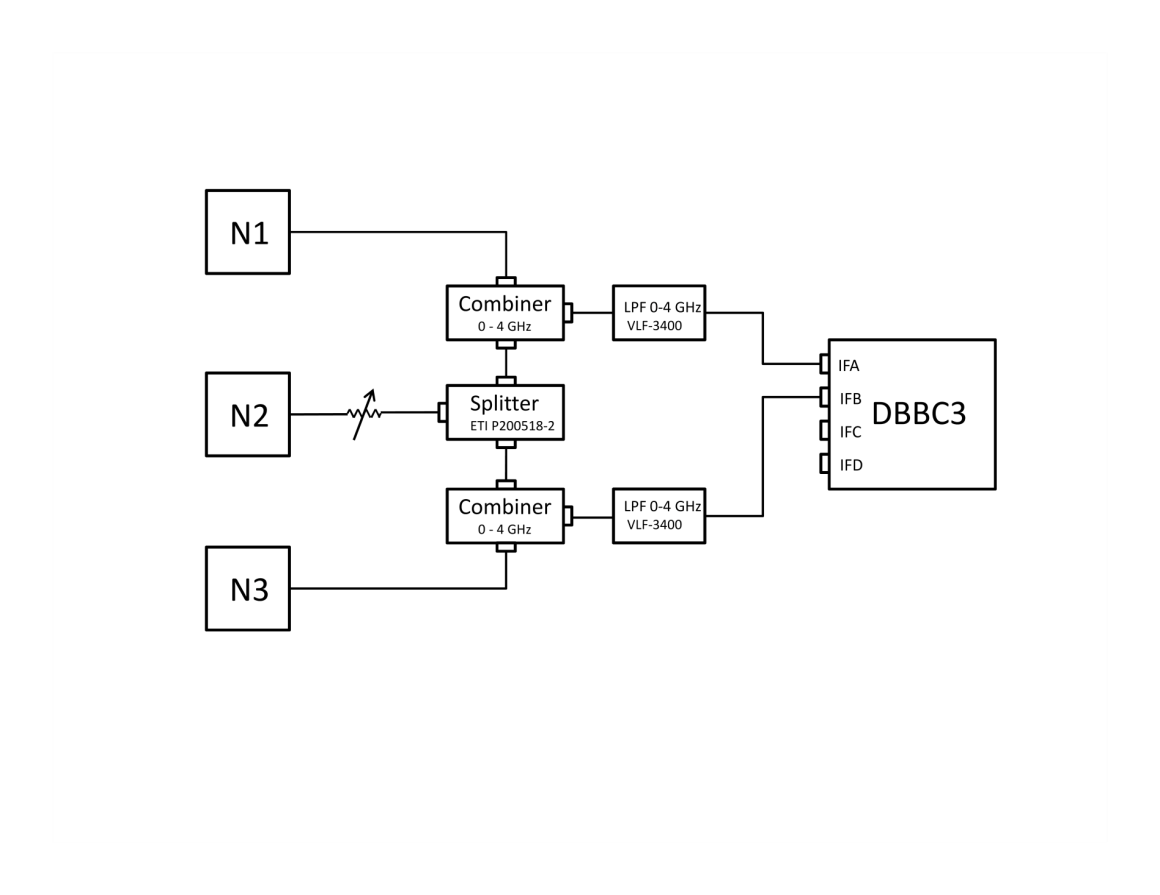 N1
Combiner
0 - 4 GHz
LPF 0-4 GHz
VLF-3400
N2
Splitter
ETI P200518-2
IFA
IFB
IFC
IFD
DBBC3
Combiner
0 - 4 GHz
LPF 0-4 GHz
VLF-3400
N3